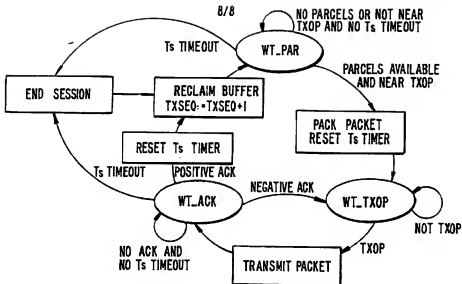 8/8
NO PARCELS OR NOT NEAR
TXOP AND NO Ts TIMEOUT
Ts TIMEOUT
WT_PAR
PARCELS AVAILABLE
AND NEAR TXOP
END SESSION
RECLAIM BUFFER
TXSEQ:=TXSEQ+1
PACK PACKET
RESET Ts TIMER
RESET Ts TIMER
Ts TIMEOUT
POSITIVE ACK
NEGATIVE ACK
WT_ACK
WT_TXOP
NOT TXOP
NO ACK AND
NO Ts TIMEOUT
TXOP
TRANSMIT PACKET